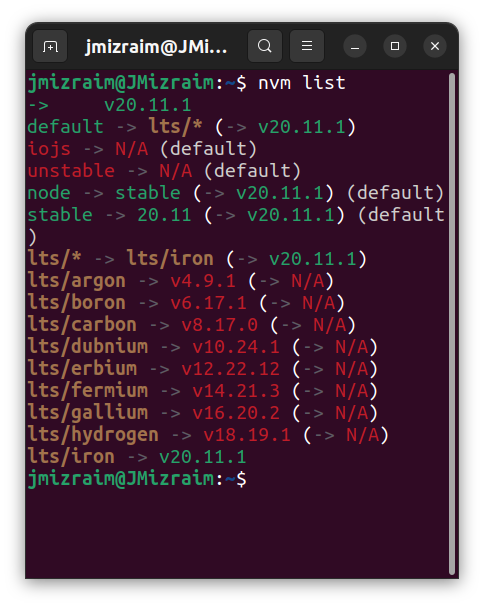 jmizraim@JMi...
jmizraim@JMizraim:~$ nvm list
->     v20.11.1
default -> lts/* (-> v20.11.1)
iojs -> N/A (default)
unstable -> N/A (default)
node -> stable (-> v20.11.1) (default)
stable -> 20.11 (-> v20.11.1) (default
)
lts/* -> lts/iron (-> v20.11.1)
lts/argon -> v4.9.1 (-> N/A)
lts/boron -> v6.17.1 (-> N/A)
lts/carbon -> v8.17.0 (-> N/A)
lts/dubnium -> v10.24.1 (-> N/A)
lts/erbium -> v12.22.12 (-> N/A)
lts/fermium -> v14.21.3 (-> N/A)
lts/gallium -> v16.20.2 (-> N/A)
lts/hydrogen -> v18.19.1 (-> N/A)
lts/iron -> v20.11.1
jmizraim@JMizraim:~$